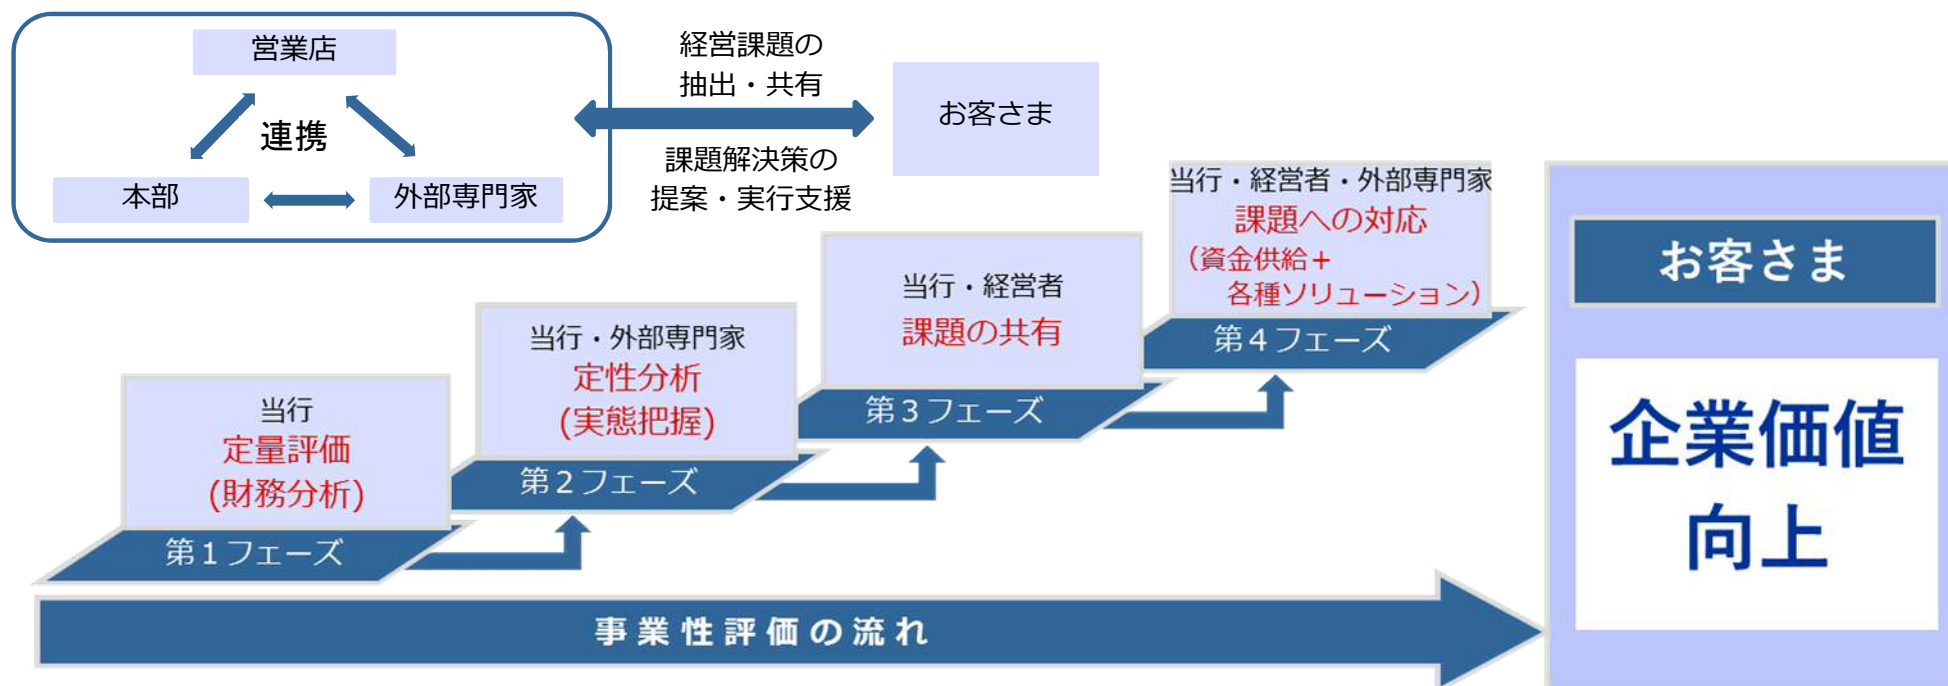 営業店
連携
本部
外部専門家
経営課題の
抽出・共有
課題解決策の
提案・実行支援
お客さま
当行
定量評価
(財務分析)
第1フェーズ
当行・外部専門家
定性分析
(実態把握)
第2フェーズ
当行・経営者
課題の共有
第3フェーズ
当行・経営者・外部専門家
課題への対応
（資金供給＋
各種ソリューション）
第4フェーズ
事業性評価の流れ
お客さま
企業価値
向上